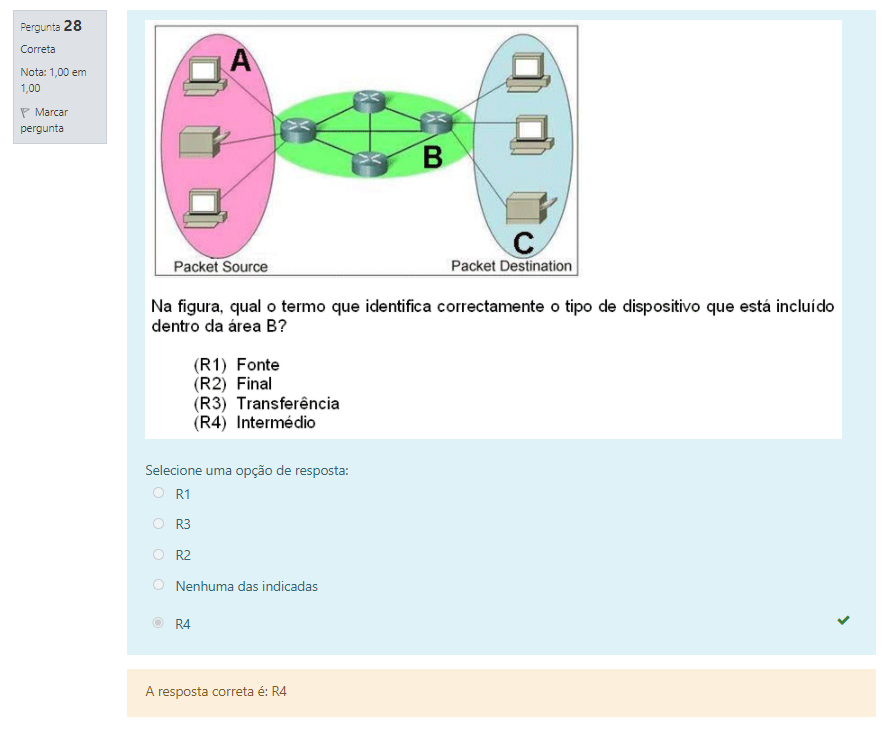 Pergunta 28
Correta
Nota: 1,00 em
1,00
Marcar
pergunta
A
B
C
Packet Source
Packet Destination
Na figura, qual o termo que identifica correctamente o tipo de dispositivo que está incluído
dentro da área B?
(R1) Fonte
(R2) Final
(R3) Transferência
(R4) Intermédio
Selecione uma opção de resposta:
R1
R3
R2
Nenhuma das indicadas
R4
A resposta correta é: R4